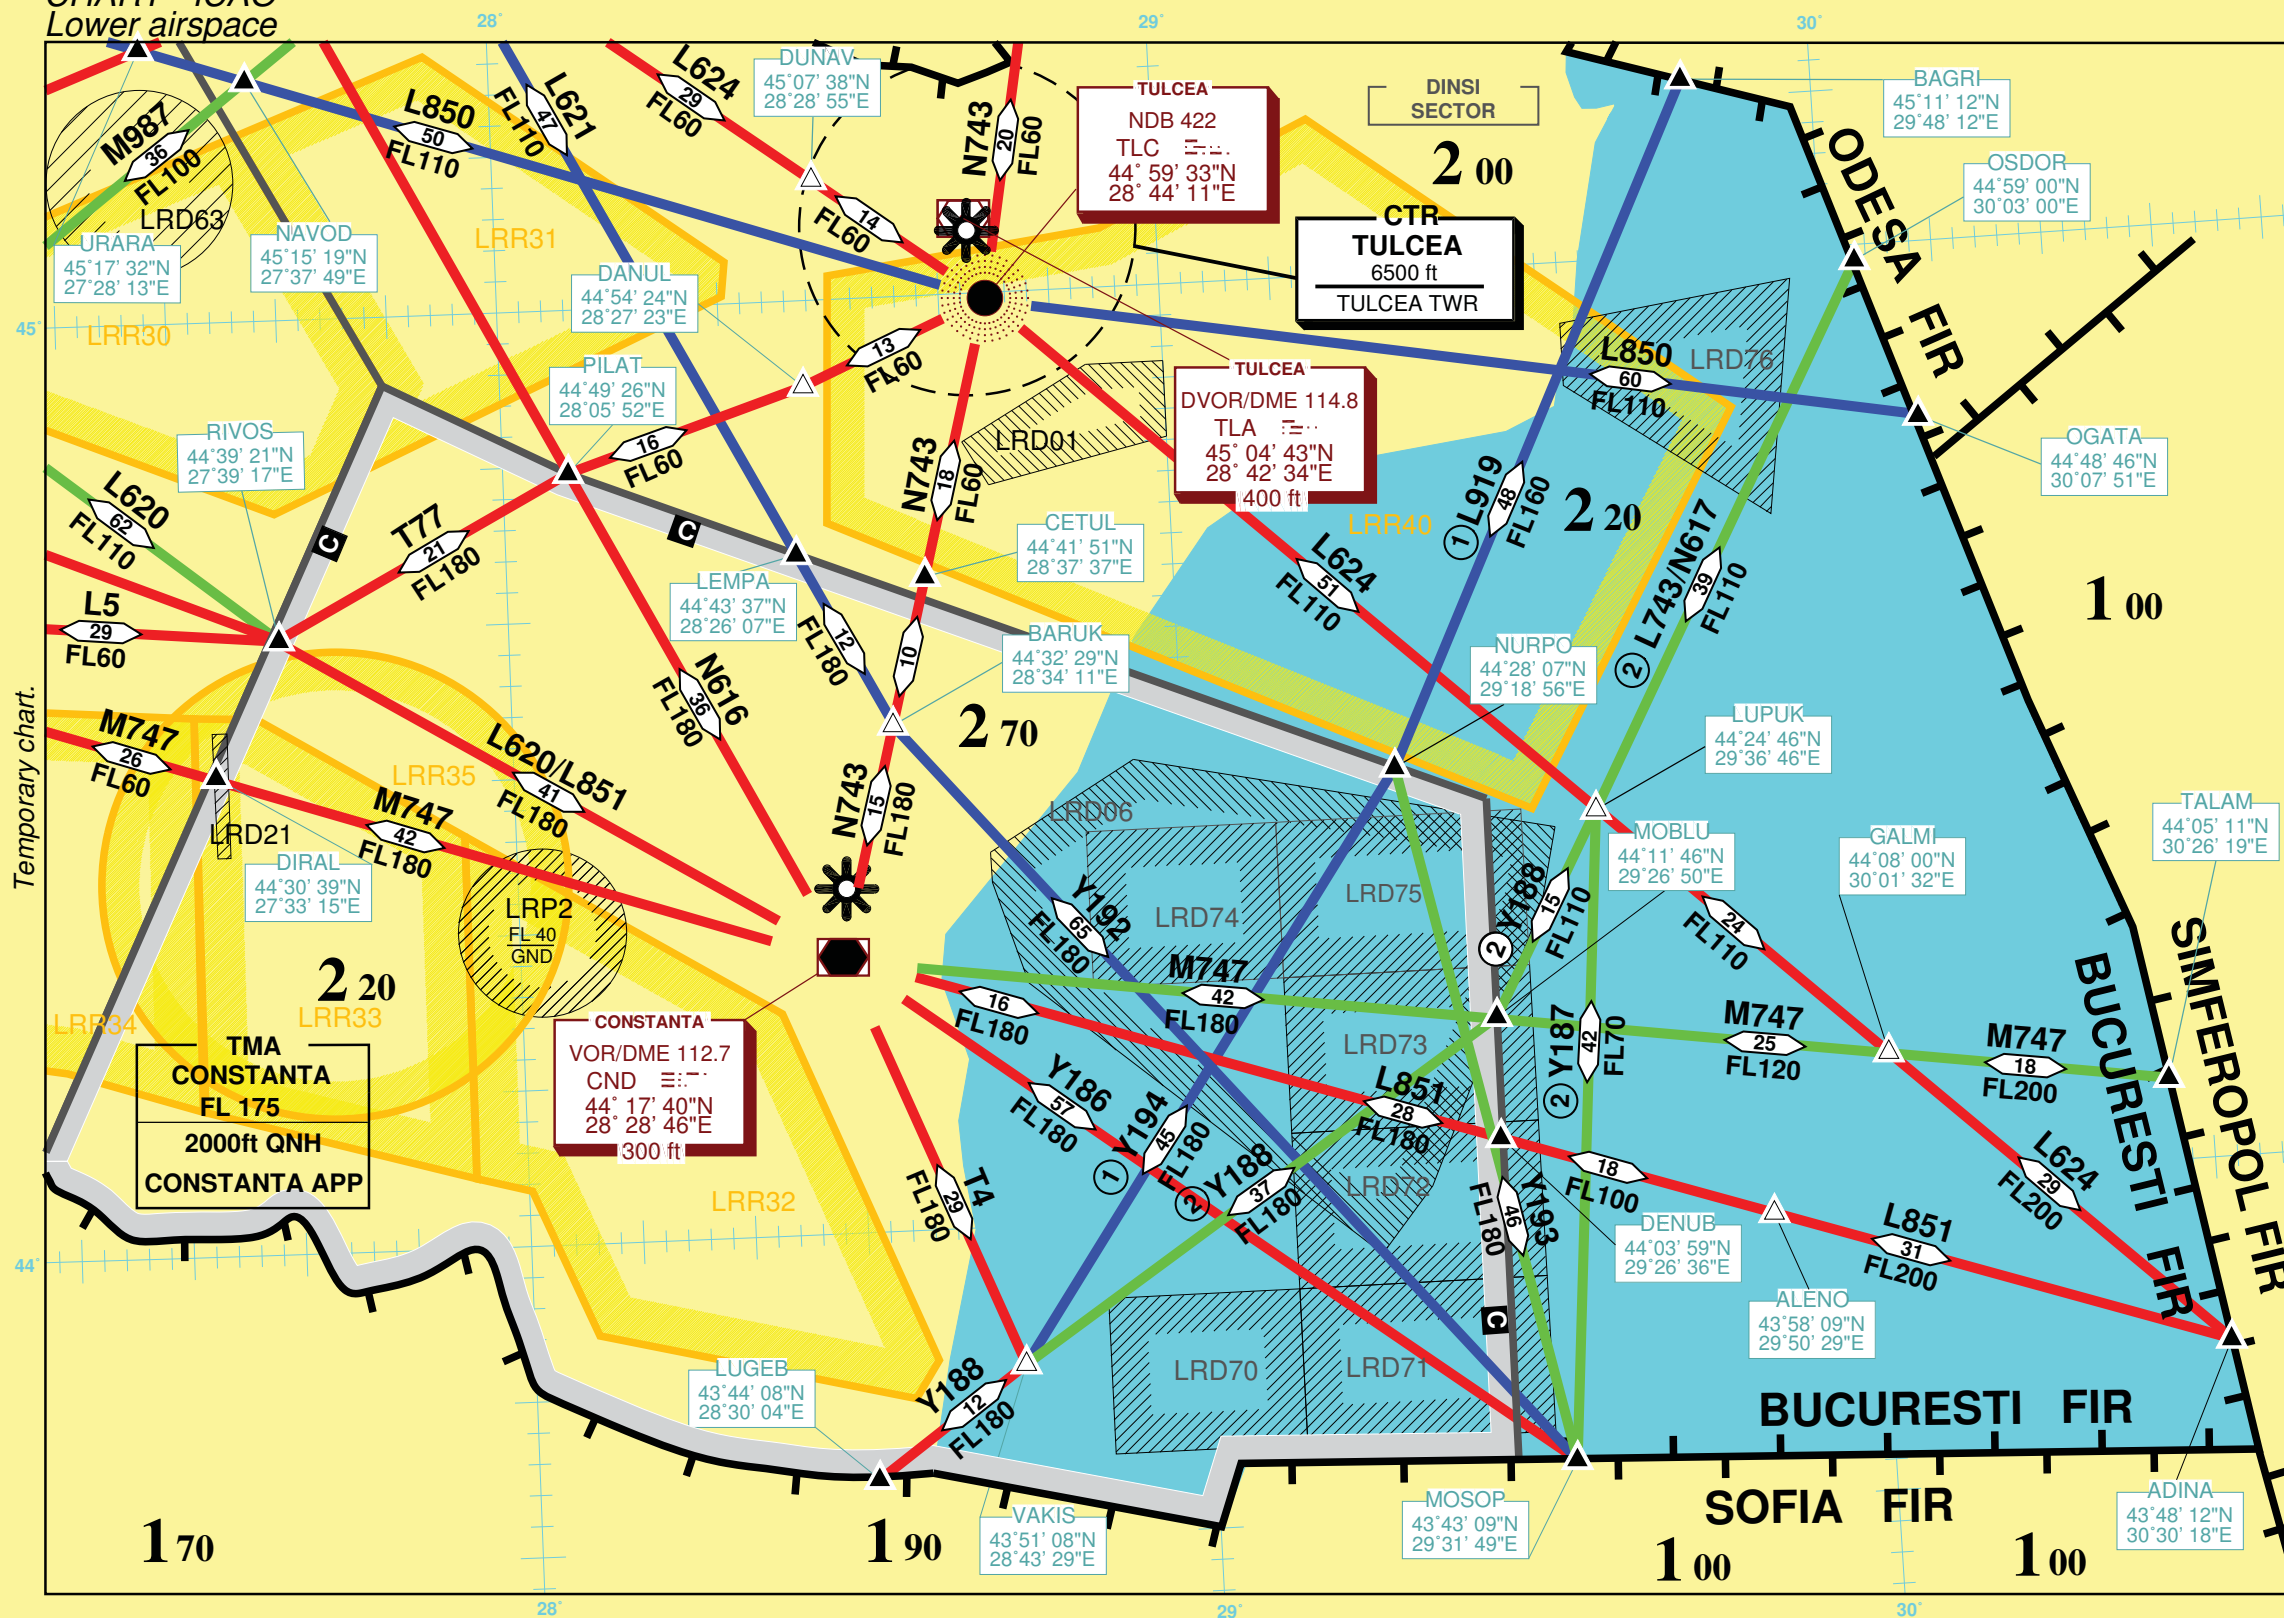 CHART - ICAO
Lower airspace
28°
29°
30°
DUNAV
45°07' 38"N
28°28' 55"E
TULCEA
NDB 422
TLC
44° 59' 33"N
28° 44' 11"E
DINSI
SECTOR
2 00
BAGRI
45°11' 12"N
29°48' 12"E
OSDOR
44°59' 00"N
30°03' 00"E
ODESA FIR
M987
36
FL100
LRD63
L850
50
FL110
L621
47
FL110
L624
29
FL60
N743
20
FL60
14
FL60
URARA
45°17' 32"N
27°28' 13"E
NAVOD
45°15' 19"N
27°37' 49"E
LRR31
DANUL
44°54' 24"N
28°27' 23"E
CTR
TULCEA
6500 ft
TULCEA TWR
45°
LRR30
PILAT
44°49' 26"N
28°05' 52"E
13
FL60
L850
60
FL110
LRD76
TULCEA
DVOR/DME 114.8
TLA
45° 04' 43"N
28° 42' 34"E
400 ft
RIVOS
44°39' 21"N
27°39' 17"E
16
FL60
LRD01
N743
18
FL60
OGATA
44°48' 46"N
30°07' 51"E
L620
62
FL110
C
T77
21
FL180
C
CETUL
44°41' 51"N
28°37' 37"E
LRR40
1 L919
48
FL160
2 20
2 L743/N617
39
FL110
L624
51
FL110
L5
29
FL60
LEMPA
44°43' 37"N
28°26' 07"E
12
FL180
10
BARUK
44°32' 29"N
28°34' 11"E
NURPO
44°28' 07"N
29°18' 56"E
1 00
Temporary chart.
N616
36
FL180
2 70
LUPUK
44°24' 46"N
29°36' 46"E
M747
26
FL60
LRR35
L620/L851
41
FL180
M747
42
FL180
N743
15
FL180
LRD21
DIRAL
44°30' 39"N
27°33' 15"E
LRD06
LRD75
LRD74
MOBLU
44°11' 46"N
29°26' 50"E
GALMI
44°08' 00"N
30°01' 32"E
TALAM
44°05' 11"N
30°26' 19"E
LRP2
FL 40
GND
Y192
65
FL180
2 Y188
15
FL110
24
FL110
SIMFEROPOL FIR
BUCURESTI FIR
2 20
LRR34
LRR33
M747
42
FL180
16
FL180
2 Y187
42
FL70
M747
25
FL120
M747
18
FL200
TMA
CONSTANTA
FL 175
2000ft QNH
CONSTANTA APP
CONSTANTA
VOR/DME 112.7
CND
44° 17' 40"N
28° 28' 46"E
300 ft
LRD73
Y186
57
FL180
1 Y194
45
FL180
L851
28
FL180
2 Y188
37
FL180
LRD72
18
FL100
L624
29
FL200
LRR32
T4
29
FL180
Y193
46
FL180
DENUB
44°03' 59"N
29°26' 36"E
L851
31
FL200
44°
ALENO
43°58' 09"N
29°50' 29"E
C
LUGEB
43°44' 08"N
28°30' 04"E
Y188
12
FL180
LRD70
LRD71
BUCURESTI FIR
SOFIA FIR
VAKIS
43°51' 08"N
28°43' 29"E
MOSOP
43°43' 09"N
29°31' 49"E
ADINA
43°48' 12"N
30°30' 18"E
1 70
1 90
1 00
1 00
28°
29°
30°